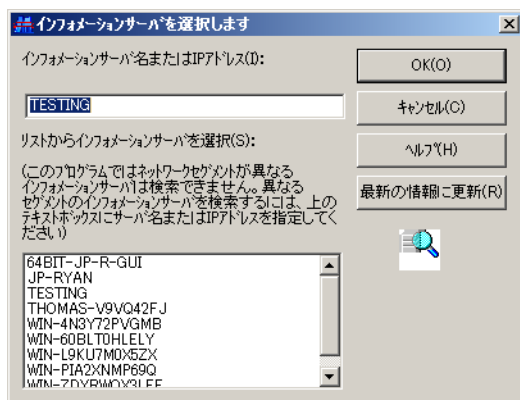 インフォメーションサーバを選択します
インフォメーションサーバ名またはIPアドレス(I):
TESTING
リストからインフォメーションサーバを選択(S):
(このプログラムではネットワークセグメントが異なる
インフォメーションサーバは検索できません。異なる
セグメントのインフォメーションサーバを検索するには、上の
テキストボックスにサーバ名またはIPアドレスを指定してく
ださい)
64BIT-JP-R-GUI
JP-RYAN
TESTING
THOMAS-V9VQ42FJ
WIN-4N3Y72PVGMB
WIN-60BLT0HLELY
WIN-L9KU7M0X5ZX
WIN-PIA2XNMP69Q
OK(O)
キャンセル(C)
ヘルプ(H)
最新の情報に更新(R)